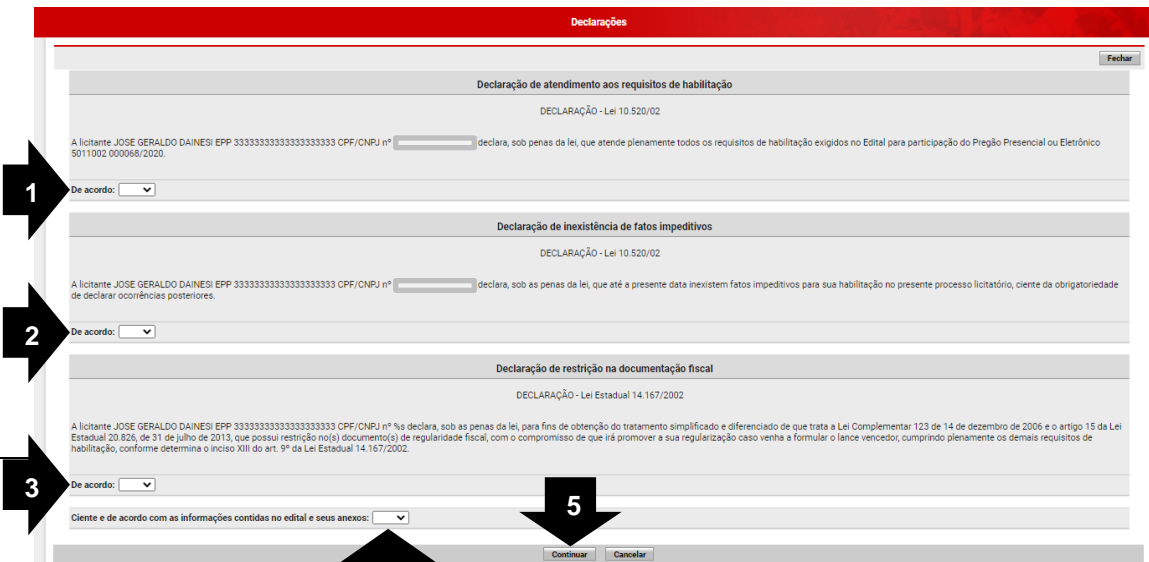 Declarações
Fechar
Declaração de atendimento aos requisitos de habilitação
DECLARAÇÃO - Lei 10.520/02
A licitante JOSE GERALDO DAINESI EPP 33333333333333333333 CPF/CNPJ nº declara, sob penas da lei, que atende plenamente todos os requisitos de habilitação exigidos no Edital para participação do Pregão Presencial ou Eletrônico
5011002 000068/2020.
1
De acordo:
Declaração de inexistência de fatos impeditivos
DECLARAÇÃO - Lei 10.520/02
A licitante JOSE GERALDO DAINESI EPP 33333333333333333333 CPF/CNPJ nº declara, sob as penas da lei, que até a presente data inexistem fatos impeditivos para sua habilitação no presente processo licitatório, ciente da obrigatoriedade
de declarar ocorrências posteriores.
2
De acordo:
Declaração de restrição na documentação fiscal
DECLARAÇÃO - Lei Estadual 14.167/2002
A licitante JOSE GERALDO DAINESI EPP 33333333333333333333 CPF/CNPJ nº %s declara, sob as penas da lei, para fins de obtenção do tratamento simplificado e diferenciado de que trata a Lei Complementar 123 de 14 de dezembro de 2006 e o artigo 15 da Lei
Estadual 20.826, de 31 de julho de 2013, que possui restrição no(s) documento(s) de regularidade fiscal, com o compromisso de que irá promover a sua regularização caso venha a formular o lance vencedor, cumprindo plenamente os demais requisitos de
habilitação, conforme determina o inciso XIII do art. 9º da Lei Estadual 14.167/2002.
3
De acordo:
5
Ciente e de acordo com as informações contidas no edital e seus anexos:
Continuar Cancelar